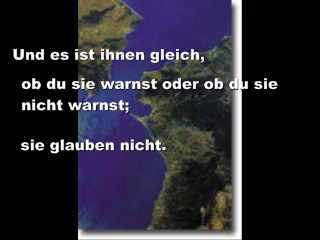 Und es ist ihnen gleich,
ob du sie warnst oder ob du sie
nicht warnst;
sie glauben nicht.